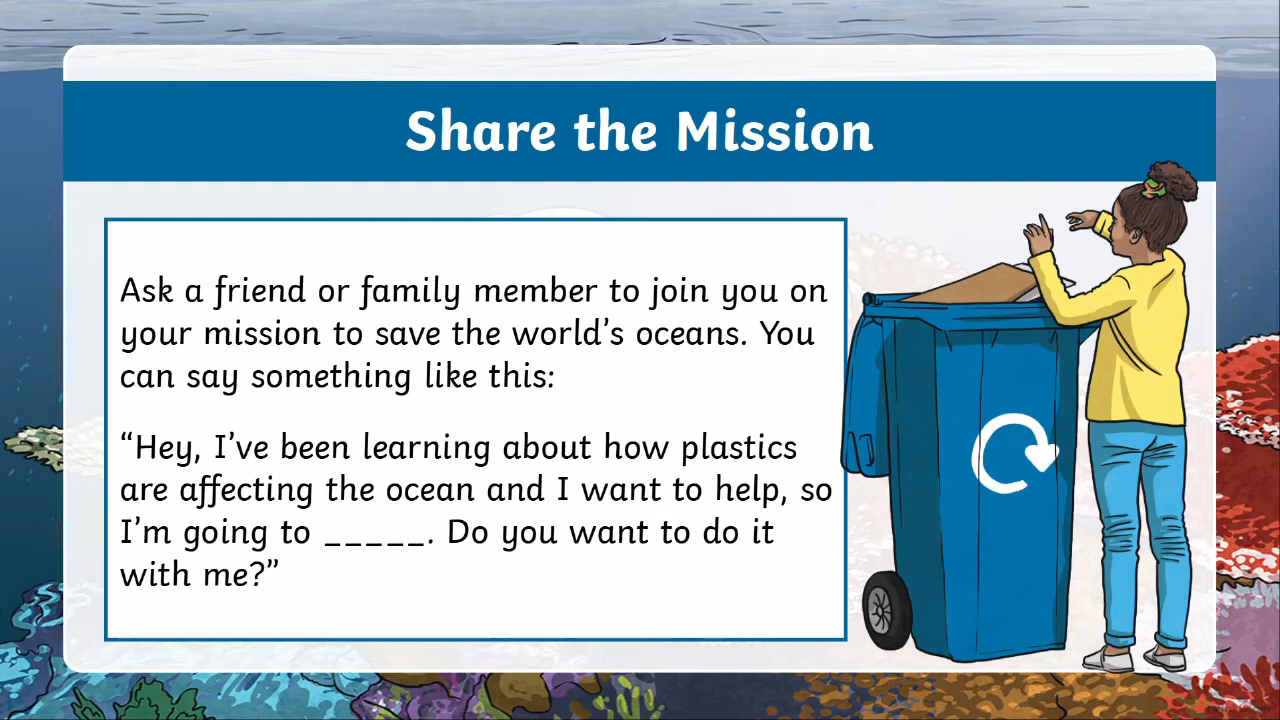 Share the Mission
Ask a friend or family member to join you on
your mission to save the world’s oceans. You
can say something like this:
“Hey, I’ve been learning about how plastics
are affecting the ocean and I want to help, so
I’m going to _____. Do you want to do it
with me?”